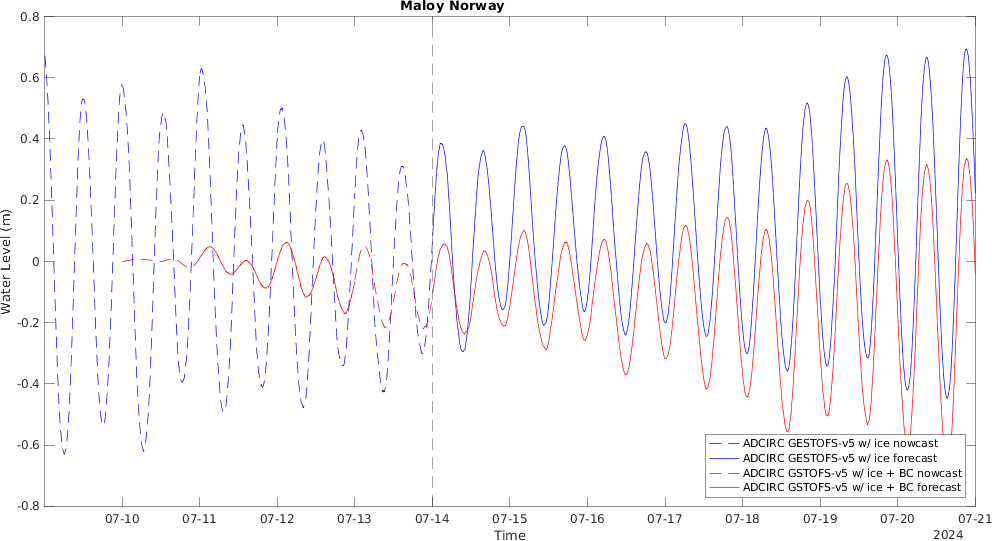 Maloy Norway
0.8
0.6
0.4
0.2
0
-0.2
-0.4
-0.6
-0.8
Water Level (m)
ADCIRC GESTOFS-v5 w/ ice nowcast
ADCIRC GESTOFS-v5 w/ ice forecast
ADCIRC GSTOFS-v5 w/ ice + BC nowcast
ADCIRC GSTOFS-v5 w/ ice + BC forecast
07-10 07-11 07-12 07-13 07-14 07-15 07-16 07-17 07-18 07-19 07-20 07-21
Time
2024